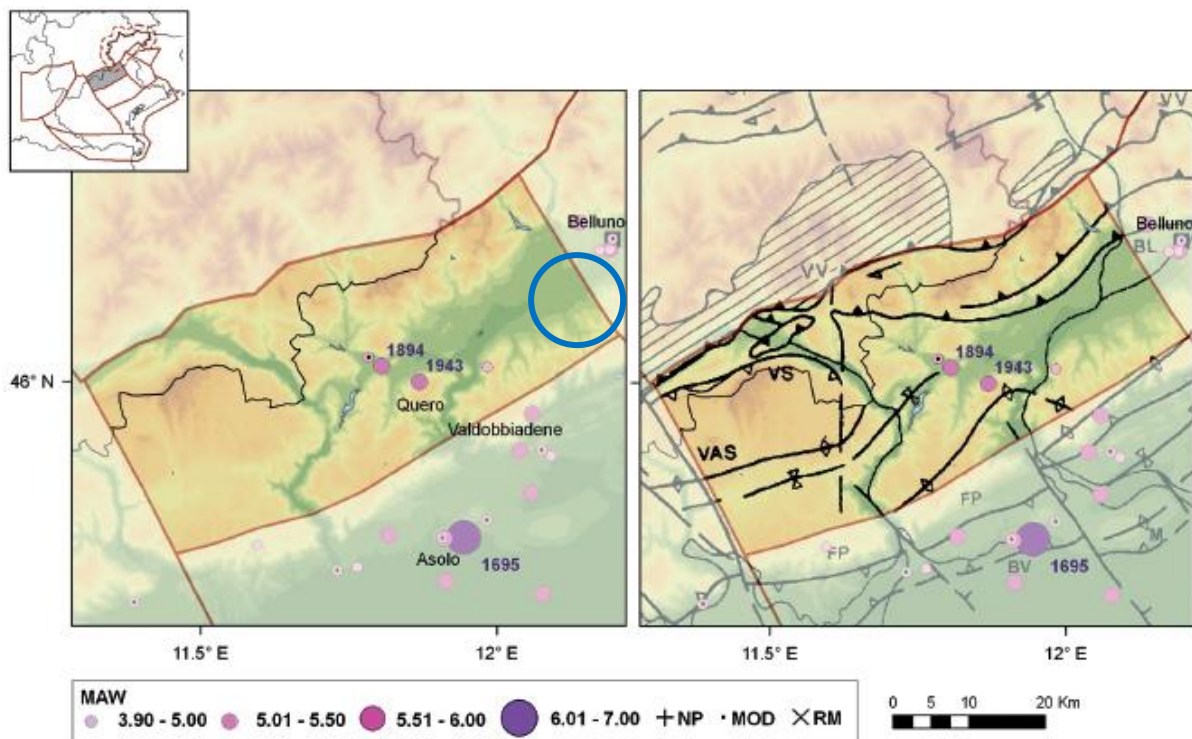 Belluno
1894
1943
Quero
Valdobbiadene
Asolo
1695
46° N
11.5° E
12° E
VV
VV
Belluno
BL
1894
1943
VS
VAS
FP
FP
BV
M
1695
11.5° E
12° E
MAW
3.90 - 5.00 5.01 - 5.50 5.51 - 6.00 6.01 - 7.00 NP MOD RM
0 5 10 20 Km